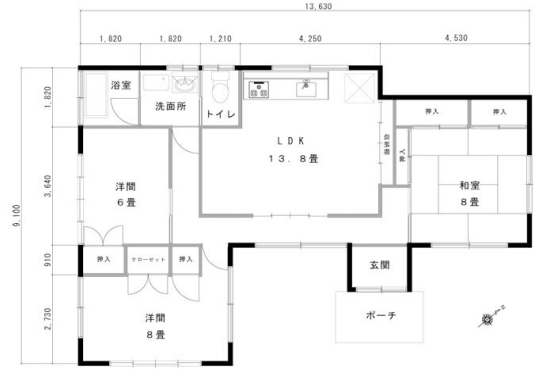 13,630
1,820
1,820
1,210
4,250
4,530
9,100
1,820
3,640
910
2,730
浴室
洗面所
トイレ
LDK
13.8畳
収納棚
押入
押入
押入
和室
8畳
洋間
6畳
押入
クローゼット
押入
玄関
洋間
8畳
ポーチ